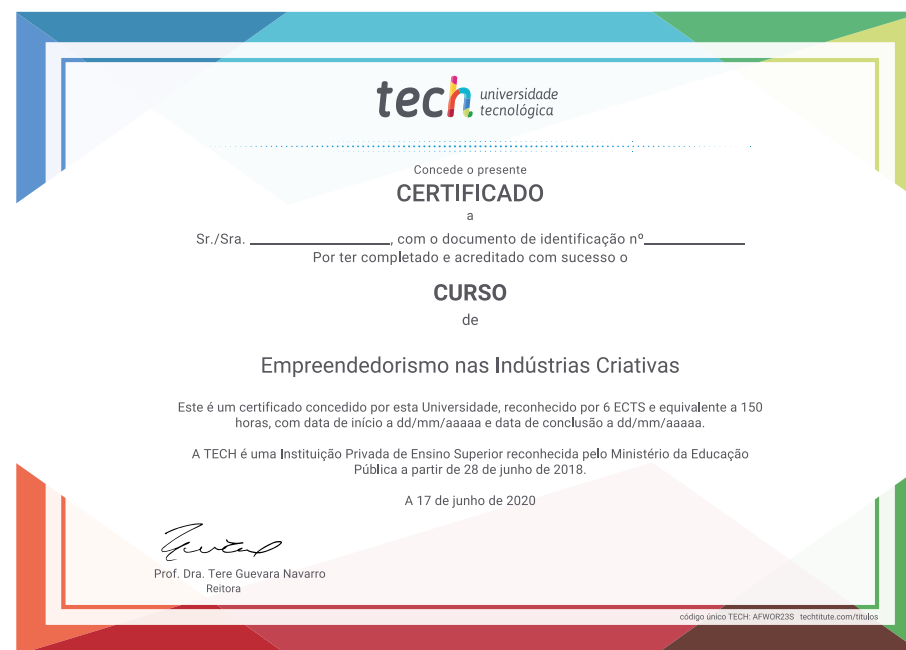 tech universidade
tecnológica
Concede o presente
CERTIFICADO
a
Sr./Sra. ________________, com o documento de identificação nº____________
Por ter completado e acreditado com sucesso o
CURSO
de
Empreendedorismo nas Indústrias Criativas
Este é um certificado concedido por esta Universidade, reconhecido por 6 ECTS e equivalente a 150
horas, com data de início a dd/mm/aaaaa e data de conclusão a dd/mm/aaaaa.
A TECH é uma Instituição Privada de Ensino Superior reconhecida pelo Ministério da Educação
Pública a partir de 28 de junho de 2018.
A 17 de junho de 2020
Prof. Dra. Tere Guevara Navarro
Reitora
código único TECH: AFWOR23S techtitute.com/titulos